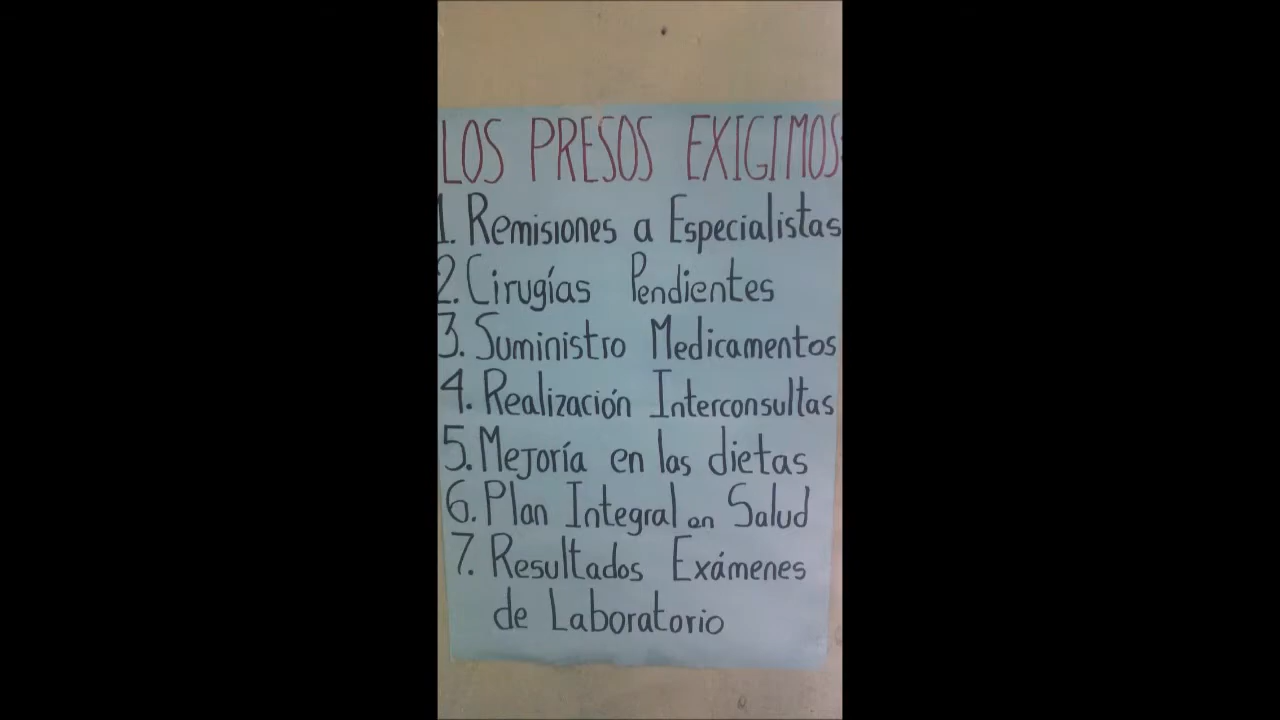 LOS PRESOS EXIGIMOS:
1. Remisiones a Especialistas
2. Cirugías Pendientes
3. Suministro Medicamentos
4. Realización Interconsultas
5. Mejoría en las dietas
6. Plan Integral en Salud
7. Resultados Exámenes
de Laboratorio